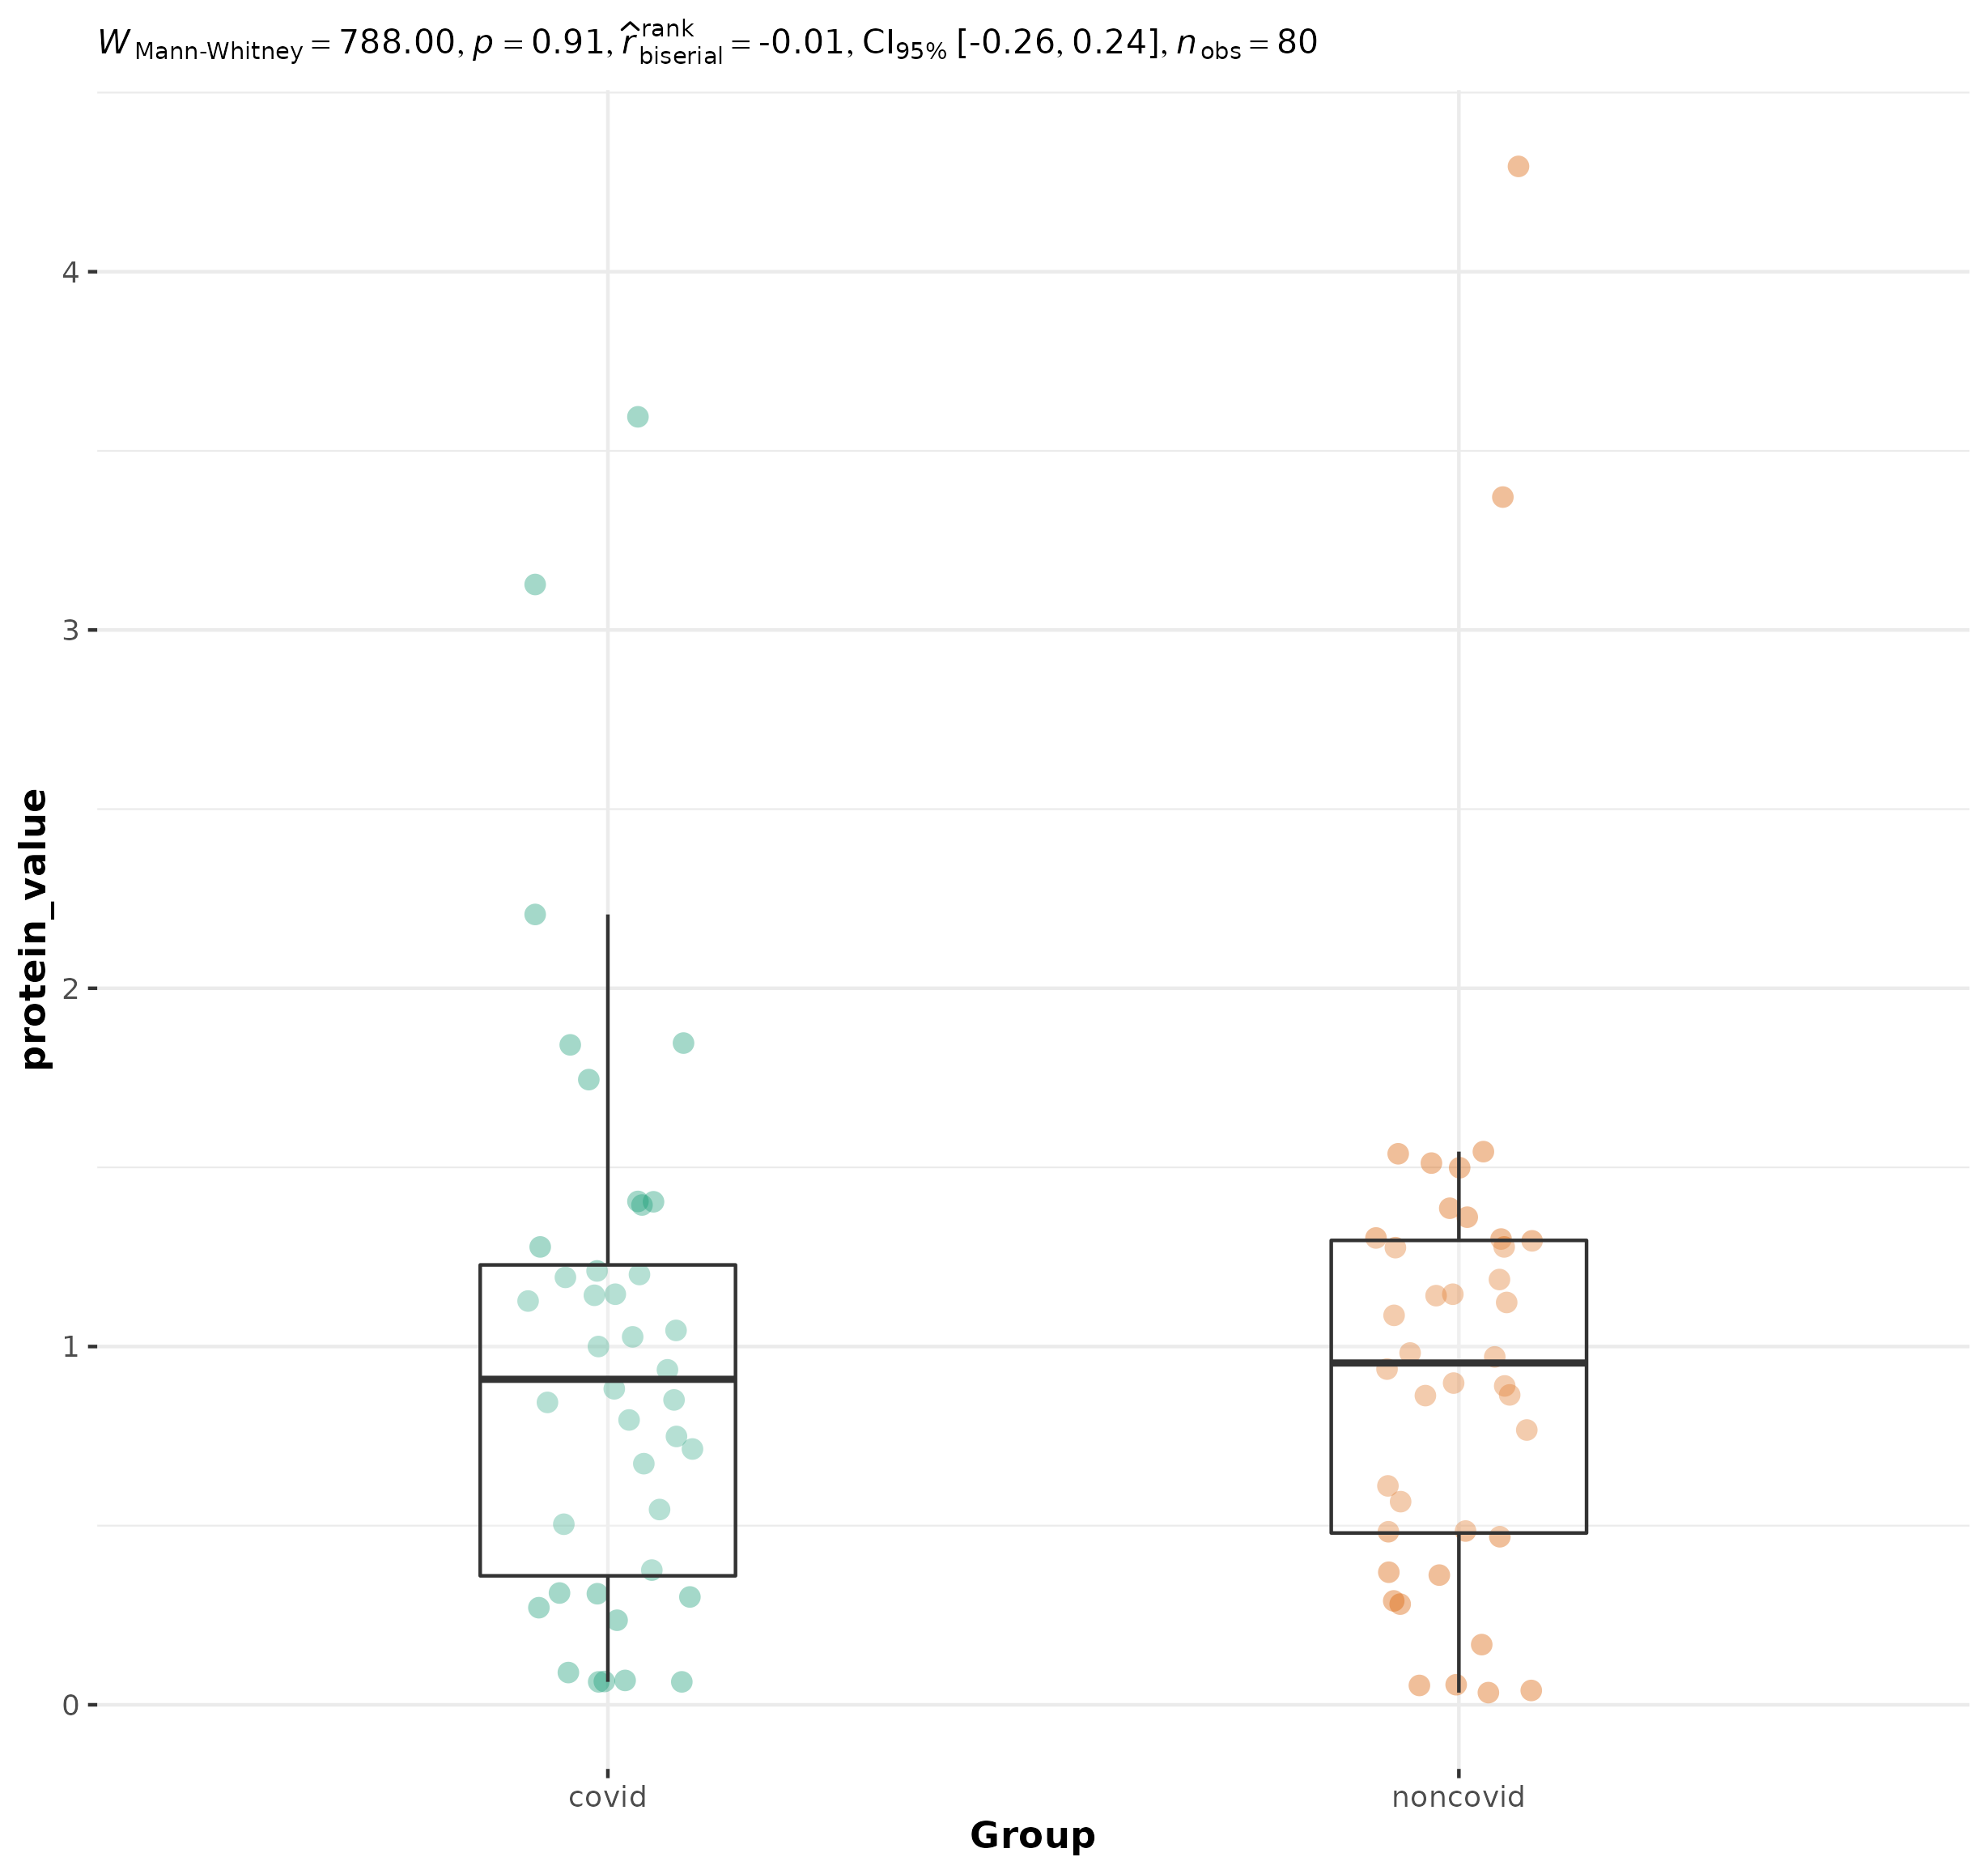 W Mann-Whitney = 788.00, p = 0.91, r̂ rank biserial = -0.01, CI95% [-0.26, 0.24], n obs = 80
protein_value
4
3
2
1
0
covid noncovid
Group